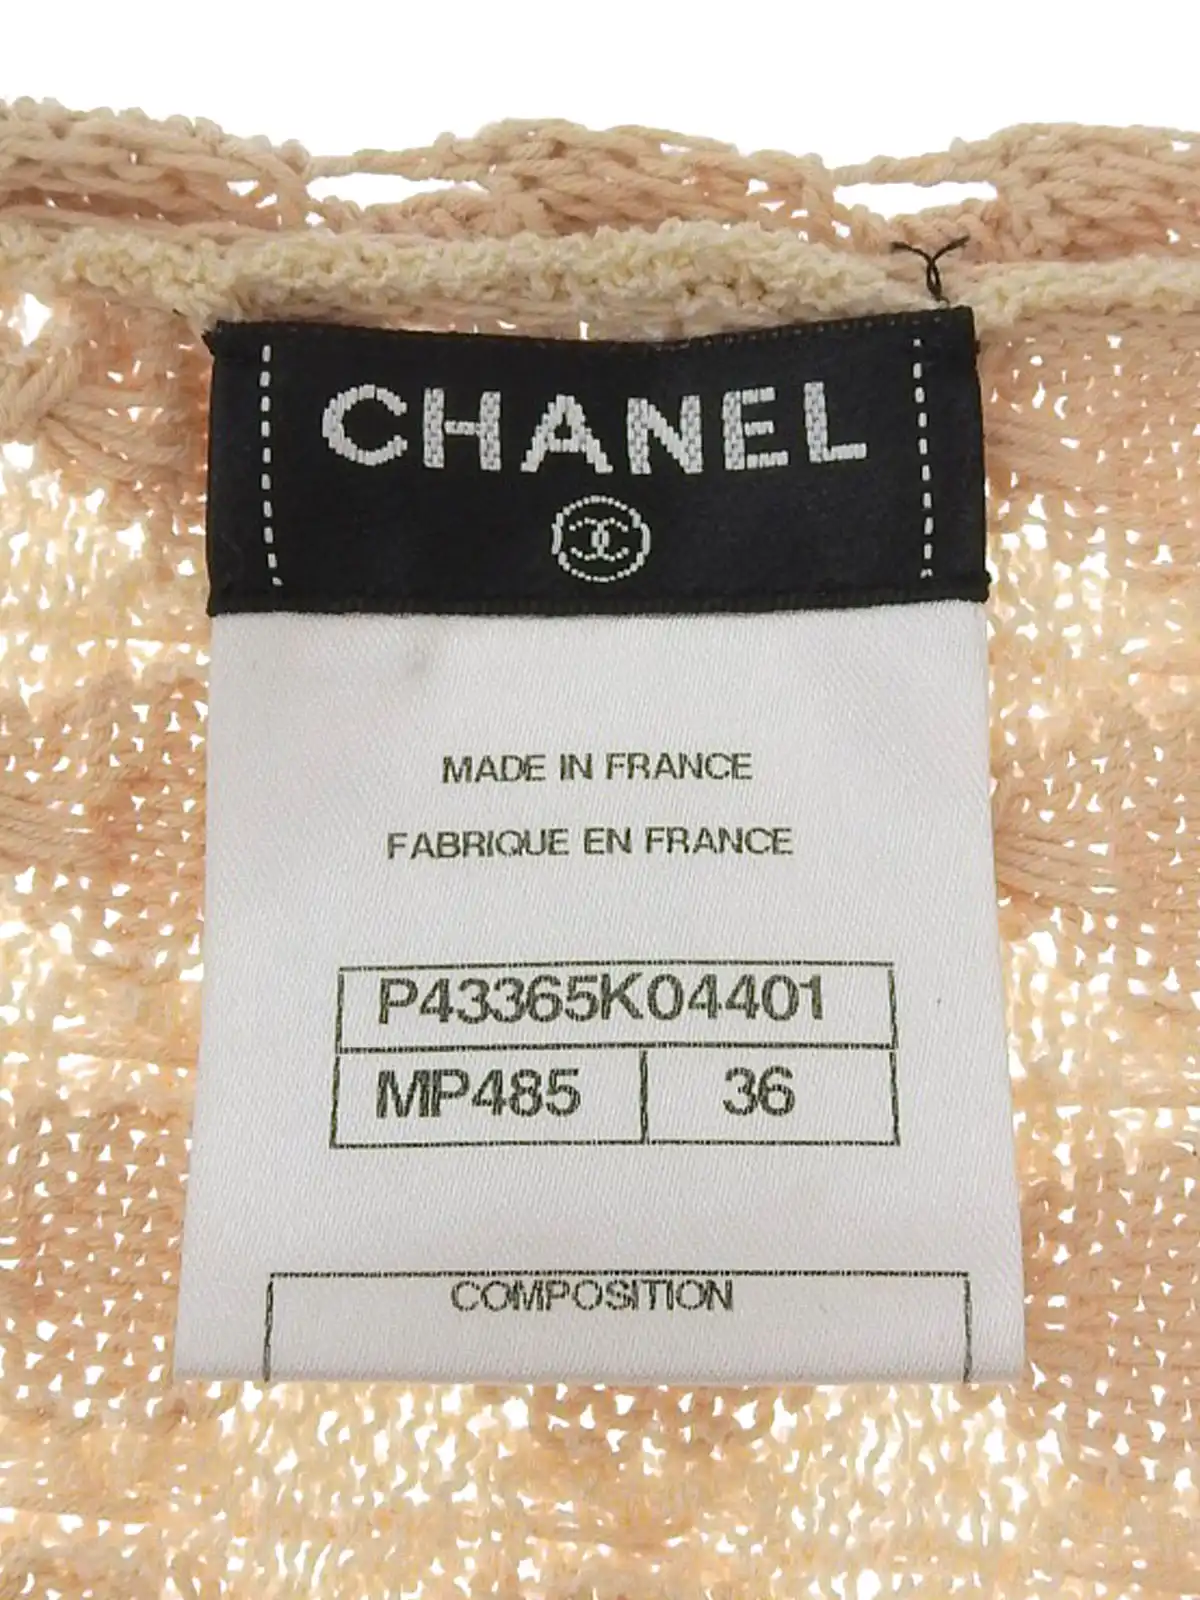 CHANEL
MADE IN FRANCE
FABRIQUE EN FRANCE
P43365K04401
MP485 36
COMPOSITION